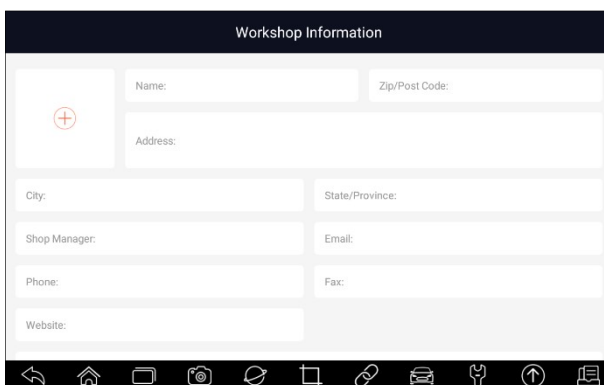 Workshop Information
Name:
Zip/Post Code:
Address:
City:
State/Province:
Shop Manager:
Email:
Phone:
Fax:
Website: